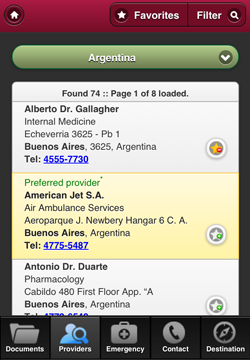 Favorites Filter
Argentina
Found 74 :: Page 1 of 8 loaded.
Alberto Dr. Gallagher
Internal Medicine
Echeverria 3625 - Pb 1
Buenos Aires, 3625, Argentina
Tel: 4555-7730
Preferred provider*
American Jet S.A.
Air Ambulance Services
Aeroparque J. Newbery Hangar 6 C. A.
Buenos Aires, Argentina
Tel: 4775-5487
Antonio Dr. Duarte
Pharmacology
Cabildo 480 First Floor App. "A
Buenos Aires, Argentina
Documents Providers Emergency Contact Destination